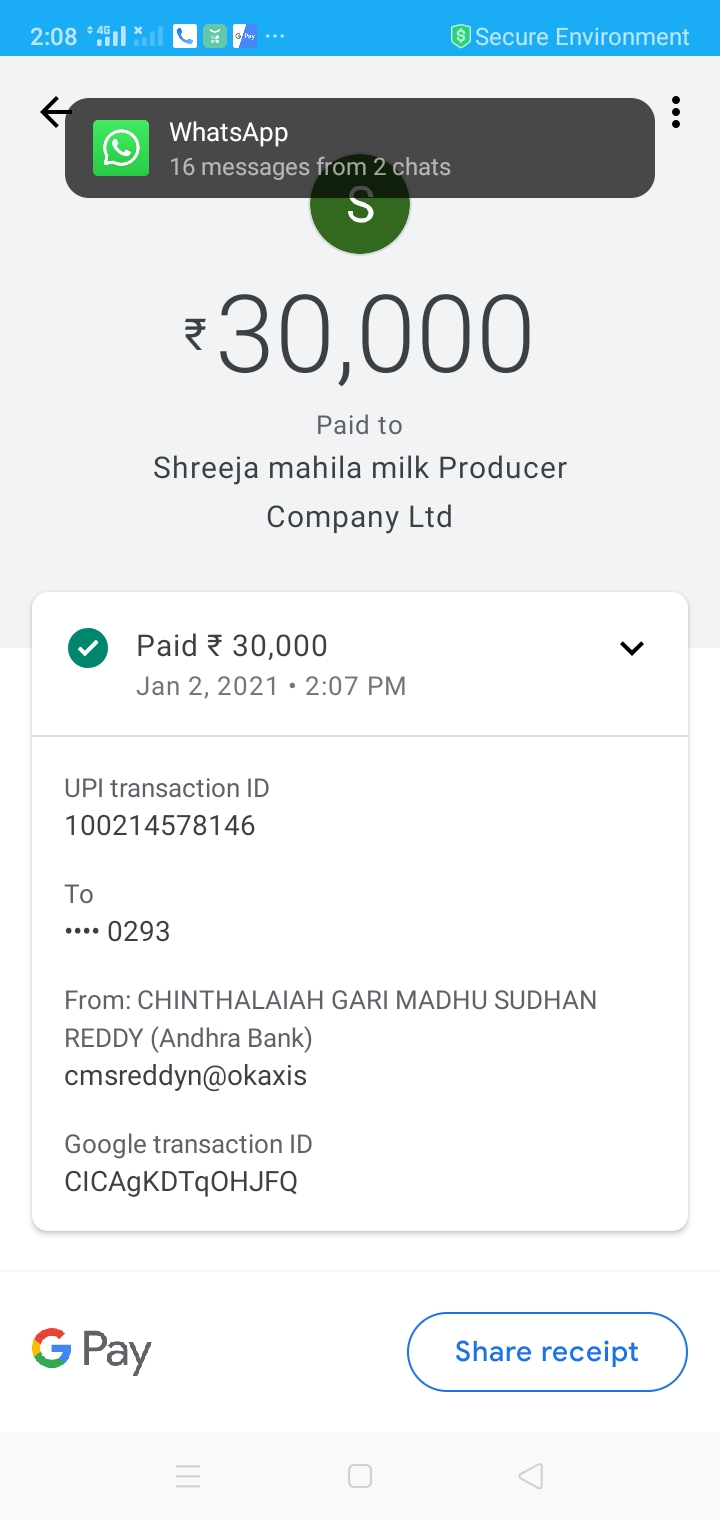 2:08 4G Secure Environment
WhatsApp
16 messages from 2 chats
S
₹30,000
Paid to
Shreeja mahila milk Producer
Company Ltd
Paid ₹ 30,000
Jan 2, 2021 • 2:07 PM
UPI transaction ID
100214578146
To
•••• 0293
From: CHINTHALAIAH GARI MADHU SUDHAN
REDDY (Andhra Bank)
cmsreddyn@okaxis
Google transaction ID
CICAgKDTqOHJFQ
G Pay
Share receipt